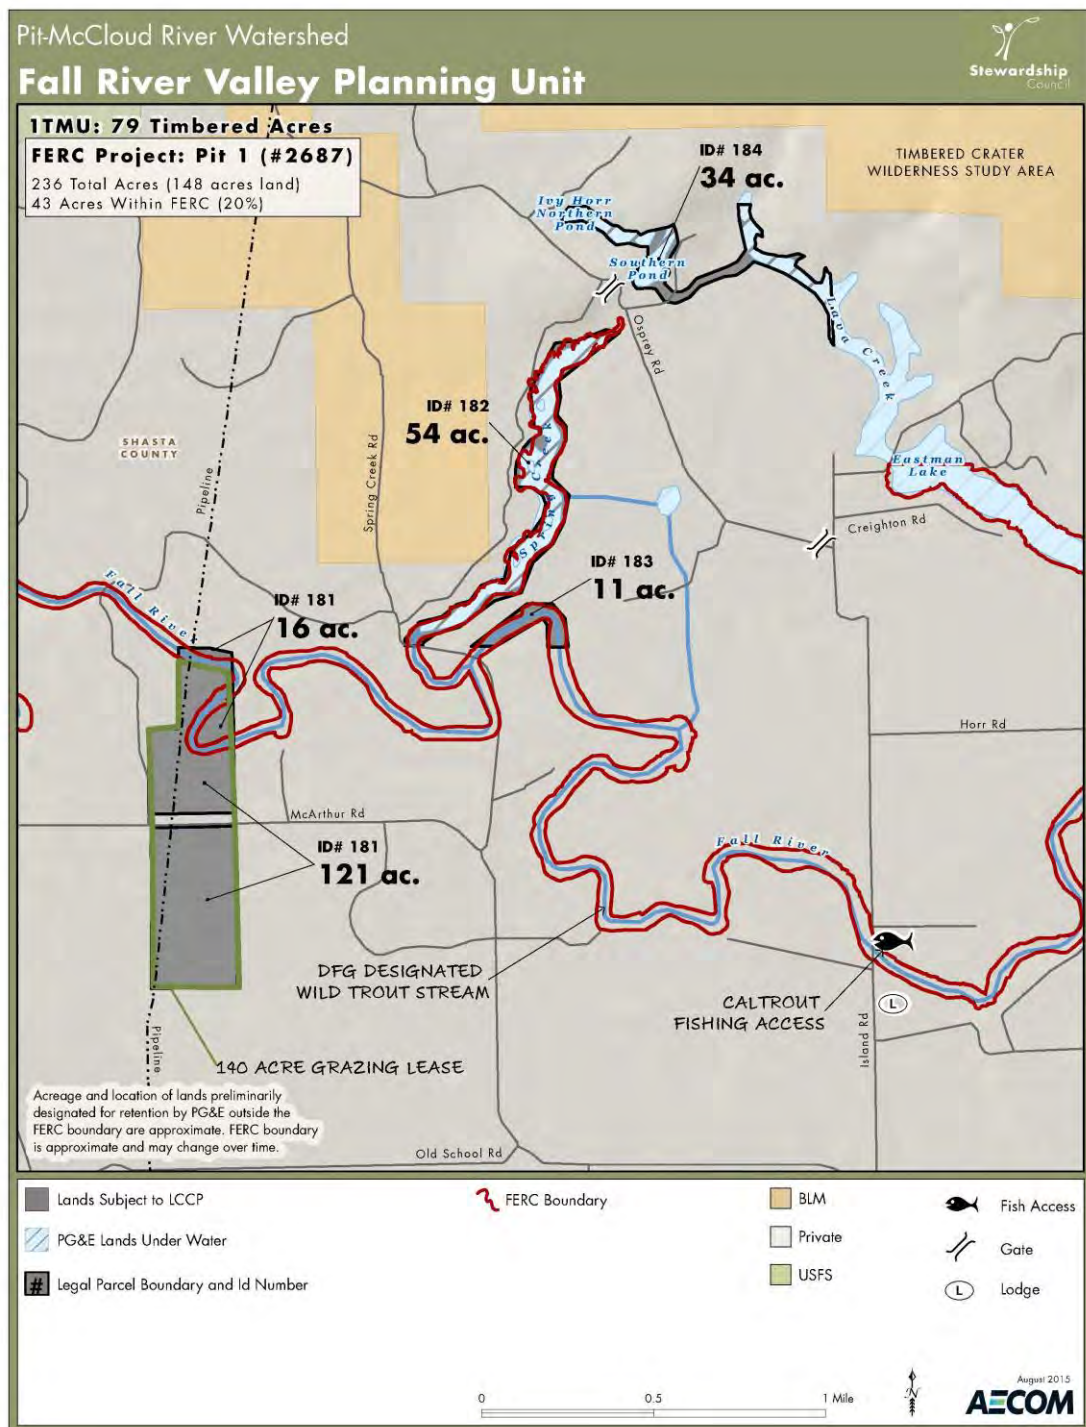 Pit-McCloud River Watershed
Fall River Valley Planning Unit
Stewardship
Council
1TMU: 79 Timbered Acres
FERC Project: Pit 1 (#2687)
236 Total Acres (148 acres land)
43 Acres Within FERC (20%)
ID# 184
34 ac.
TIMBERED CRATER
WILDERNESS STUDY AREA
Ivy Horr
Northern
Pond
Southern
Pond
Lava Creek
Osprey Rd
ID# 182
54 ac.
SHASTA
COUNTY
Pipeline
Spring Creek Rd
Spring Creek
Eastman
Lake
Creighton Rd
ID# 183
11 ac.
Fall River
ID# 181
16 ac.
Horr Rd
McArthur Rd
ID# 181
121 ac.
Fall River
DFG DESIGNATED
WILD TROUT STREAM
CALTROUT
FISHING ACCESS
L
Island Rd
Pipeline
140 ACRE GRAZING LEASE
Acreage and location of lands preliminarily
designated for retention by PG&E outside the
FERC boundary are approximate. FERC boundary
is approximate and may change over time.
Old School Rd
Lands Subject to LCCP
PG&E Lands Under Water
# Legal Parcel Boundary and Id Number
FERC Boundary
BLM
Private
USFS
Fish Access
Gate
L Lodge
0 0.5 1 Mile
N
August 2015
AECOM